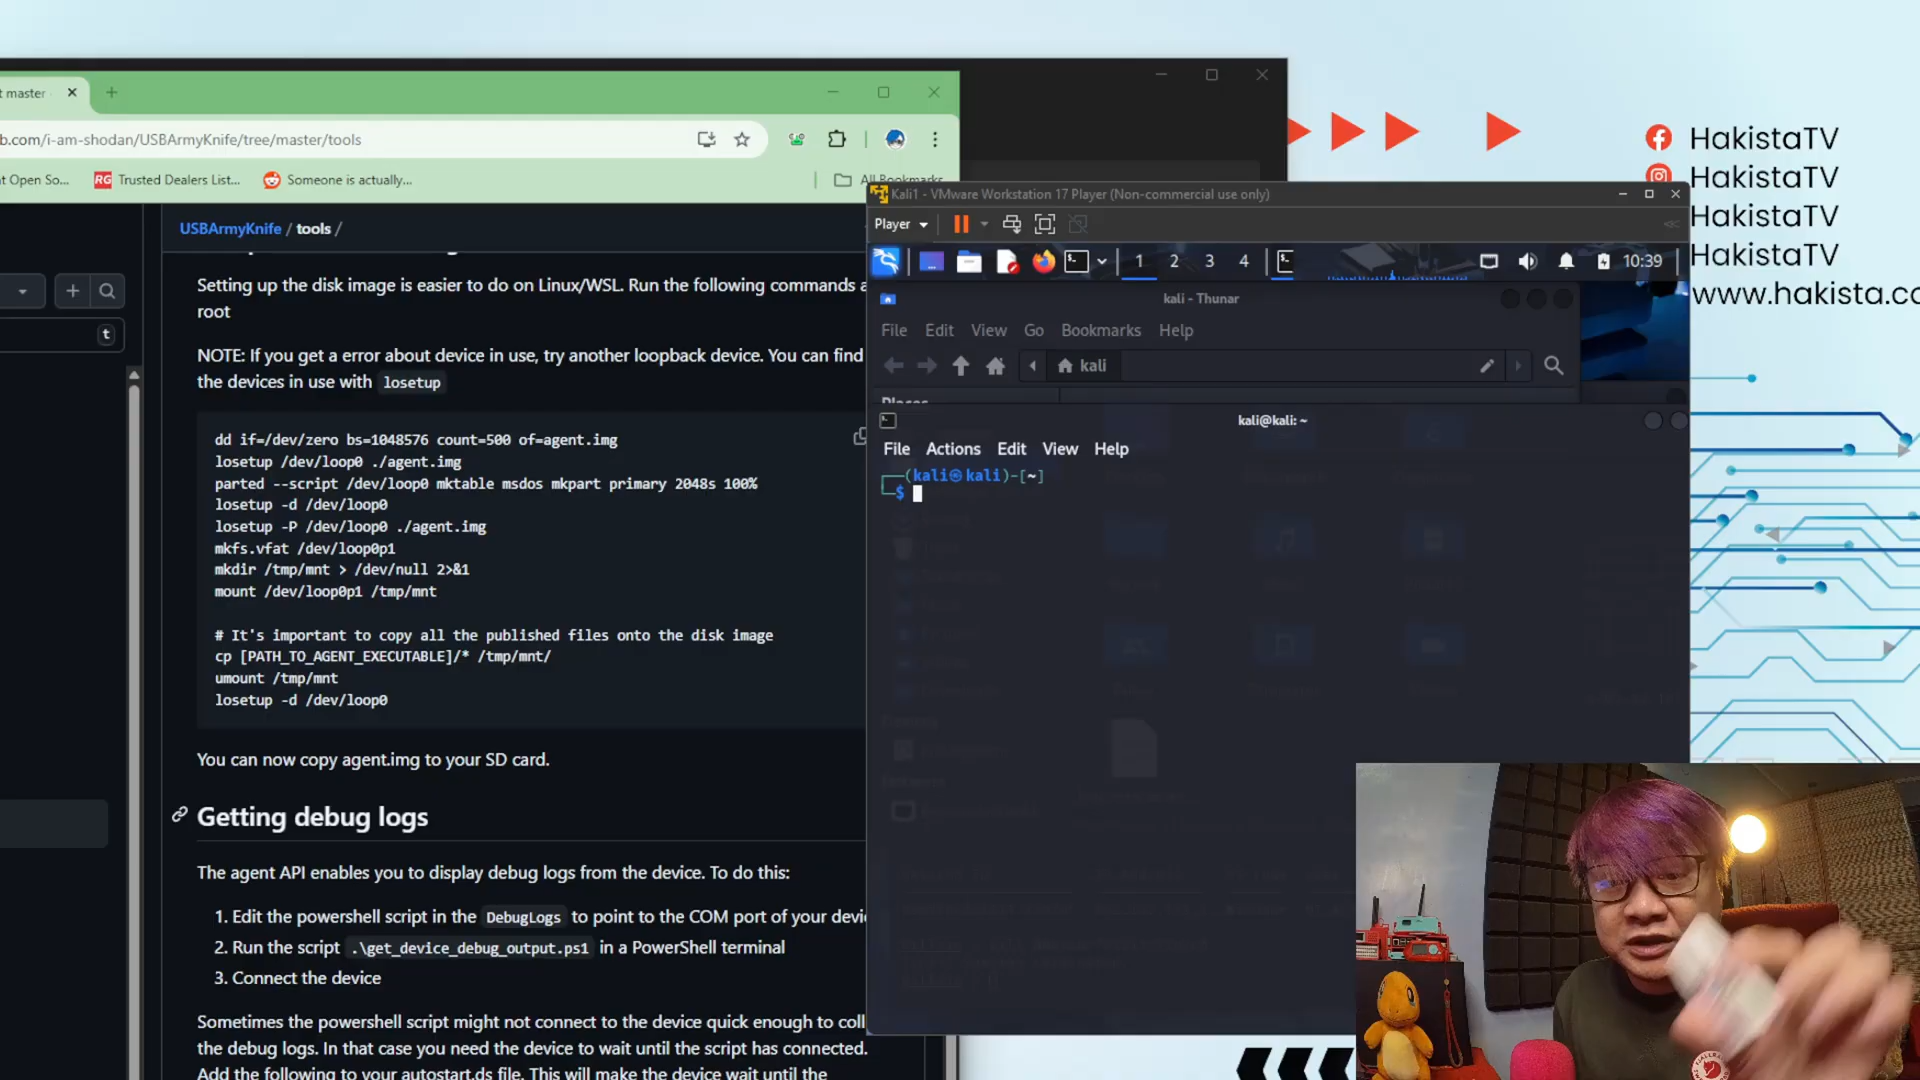 t master
b.com/i-am-shodan/USBArmyKnife/tree/master/tools
t Open So...
RG
Trusted Dealers List...
Someone is actually...
All Bookmarks
t
USBArmyKnife / tools /
Setting up the disk image is easier to do on Linux/WSL. Run the following commands a
root
NOTE: If you get a error about device in use, try another loopback device. You can find
the devices in use with losetup
dd if=/dev/zero bs=1048576 count=500 of=agent.img
losetup /dev/loop0 ./agent.img
parted --script /dev/loop0 mktable msdos mkpart primary 2048s 100%
losetup -d /dev/loop0
losetup -P /dev/loop0 ./agent.img
mkfs.vfat /dev/loop0p1
mkdir /tmp/mnt > /dev/null 2>&1
mount /dev/loop0p1 /tmp/mnt
# It's important to copy all the published files onto the disk image
cp [PATH_TO_AGENT_EXECUTABLE]/* /tmp/mnt/
umount /tmp/mnt
losetup -d /dev/loop0
You can now copy agent.img to your SD card.
Getting debug logs
The agent API enables you to display debug logs from the device. To do this:
1. Edit the powershell script in the DebugLogs to point to the COM port of your devi
2. Run the script .\get_device_debug_output.ps1 in a PowerShell terminal
3. Connect the device
Sometimes the powershell script might not connect to the device quick enough to coll
the debug logs. In that case you need the device to wait until the script has connected.
Add the following to your autostart.ds file. This will make the device wait until the
Kali1 - VMware Workstation 17 Player (Non-commercial use only)
Player
1 2 3 4
10:39
kali - Thunar
File Edit View Go Bookmarks Help
kali
Places
kali@kali: ~
File Actions Edit View Help
┌──(kali㉿kali)-[~]
└─$
HakistaTV
HakistaTV
HakistaTV
HakistaTV
www.hakista.co